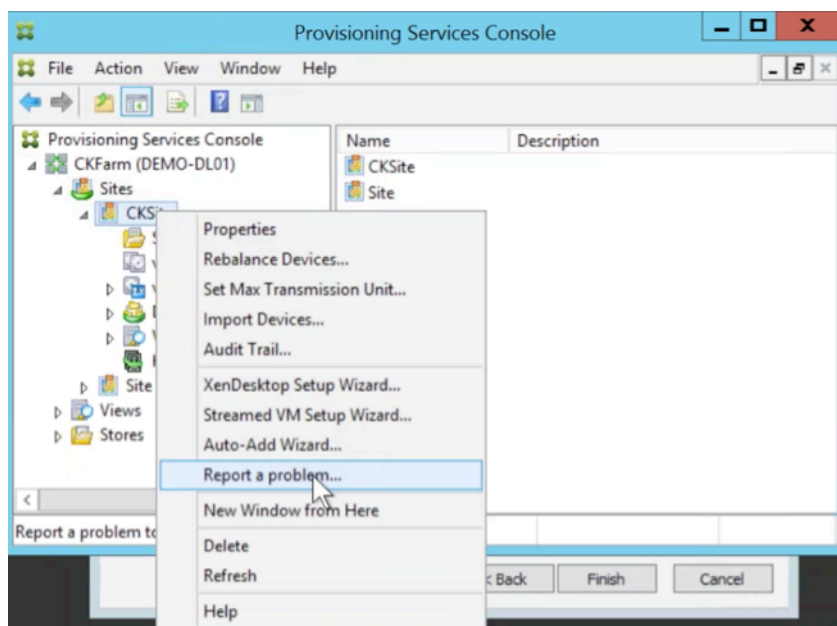 Provisioning Services Console
File Action View Window Help
Provisioning Services Console
CKFarm (DEMO-DL01)
Sites
Site
Views
Stores
Name Description
CKSite
Site
Properties
Rebalance Devices...
Set Max Transmission Unit...
Import Devices...
Audit Trail...
XenDesktop Setup Wizard...
Streamed VM Setup Wizard...
Auto-Add Wizard...
Report a problem...
New Window from Here
Delete
Refresh
Help
Report a problem
< Back Finish Cancel